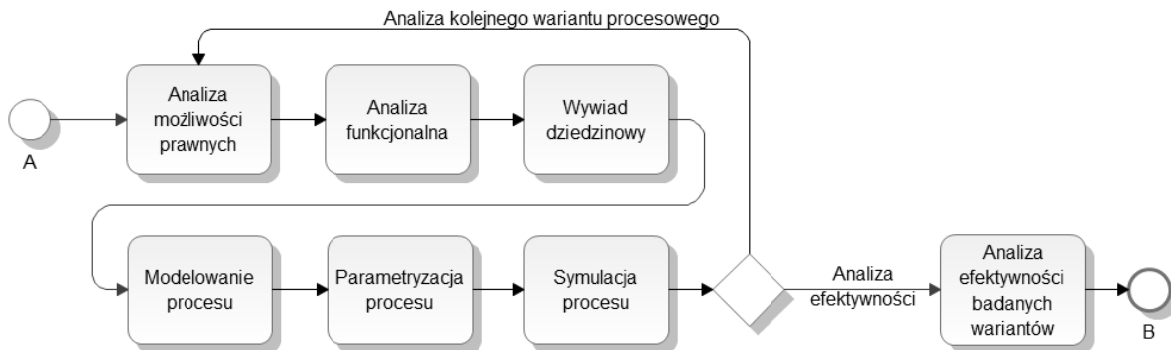 Analiza kolejnego wariantu procesowego
A
Analiza
możliwości
prawnych
Analiza
funkcjonalna
Wywiad
dziedzinowy
Modelowanie
procesu
Parametryzacja
procesu
Symulacja
procesu
Analiza
efektywności
Analiza
efektywności
badanych
wariantów
B